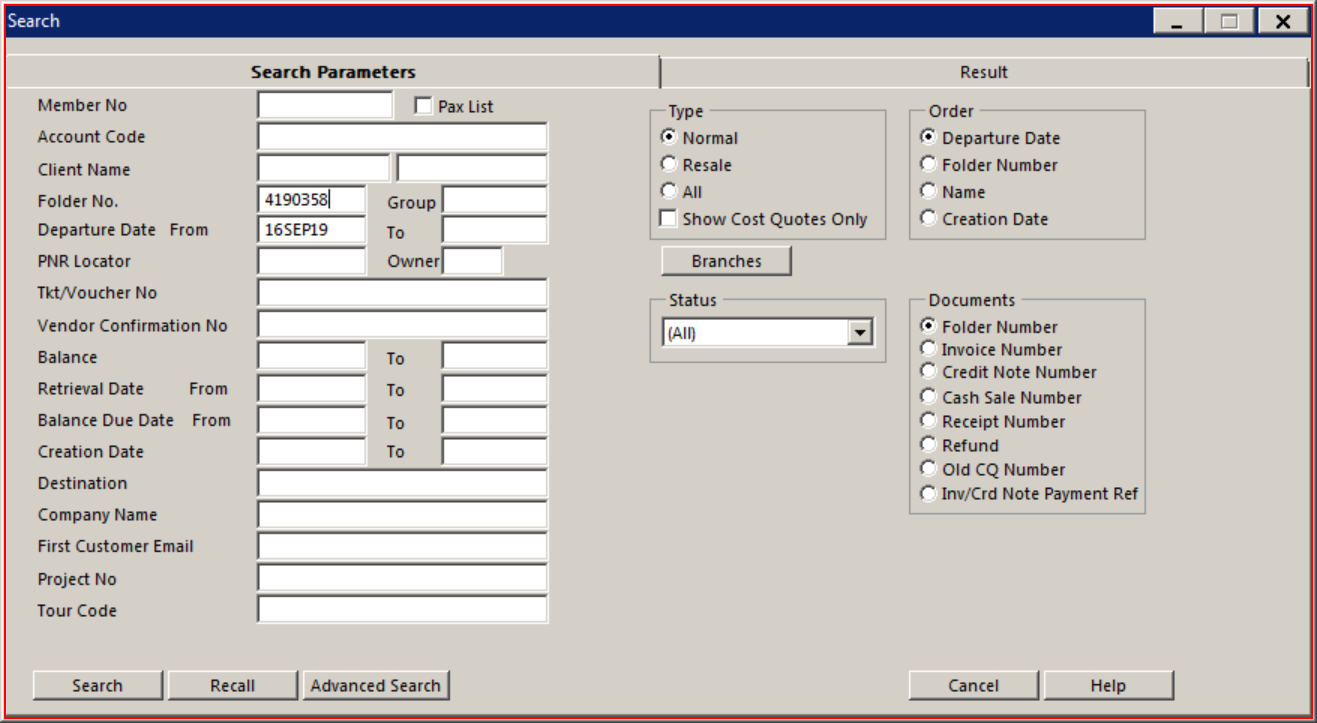 Search
Search Parameters
Result
Member No
Pax List
Account Code
Client Name
Folder No. 4190358 Group
Departure Date From 16SEP19 To
PNR Locator Owner
Tkt/Voucher No
Vendor Confirmation No
Balance To
Retrieval Date From To
Balance Due Date From To
Creation Date To
Destination
Company Name
First Customer Email
Project No
Tour Code
Type
Normal
Resale
All
Show Cost Quotes Only
Branches
Status
(All)
Order
Departure Date
Folder Number
Name
Creation Date
Documents
Folder Number
Invoice Number
Credit Note Number
Cash Sale Number
Receipt Number
Refund
Old CQ Number
Inv/Crd Note Payment Ref
Search Recall Advanced Search Cancel Help